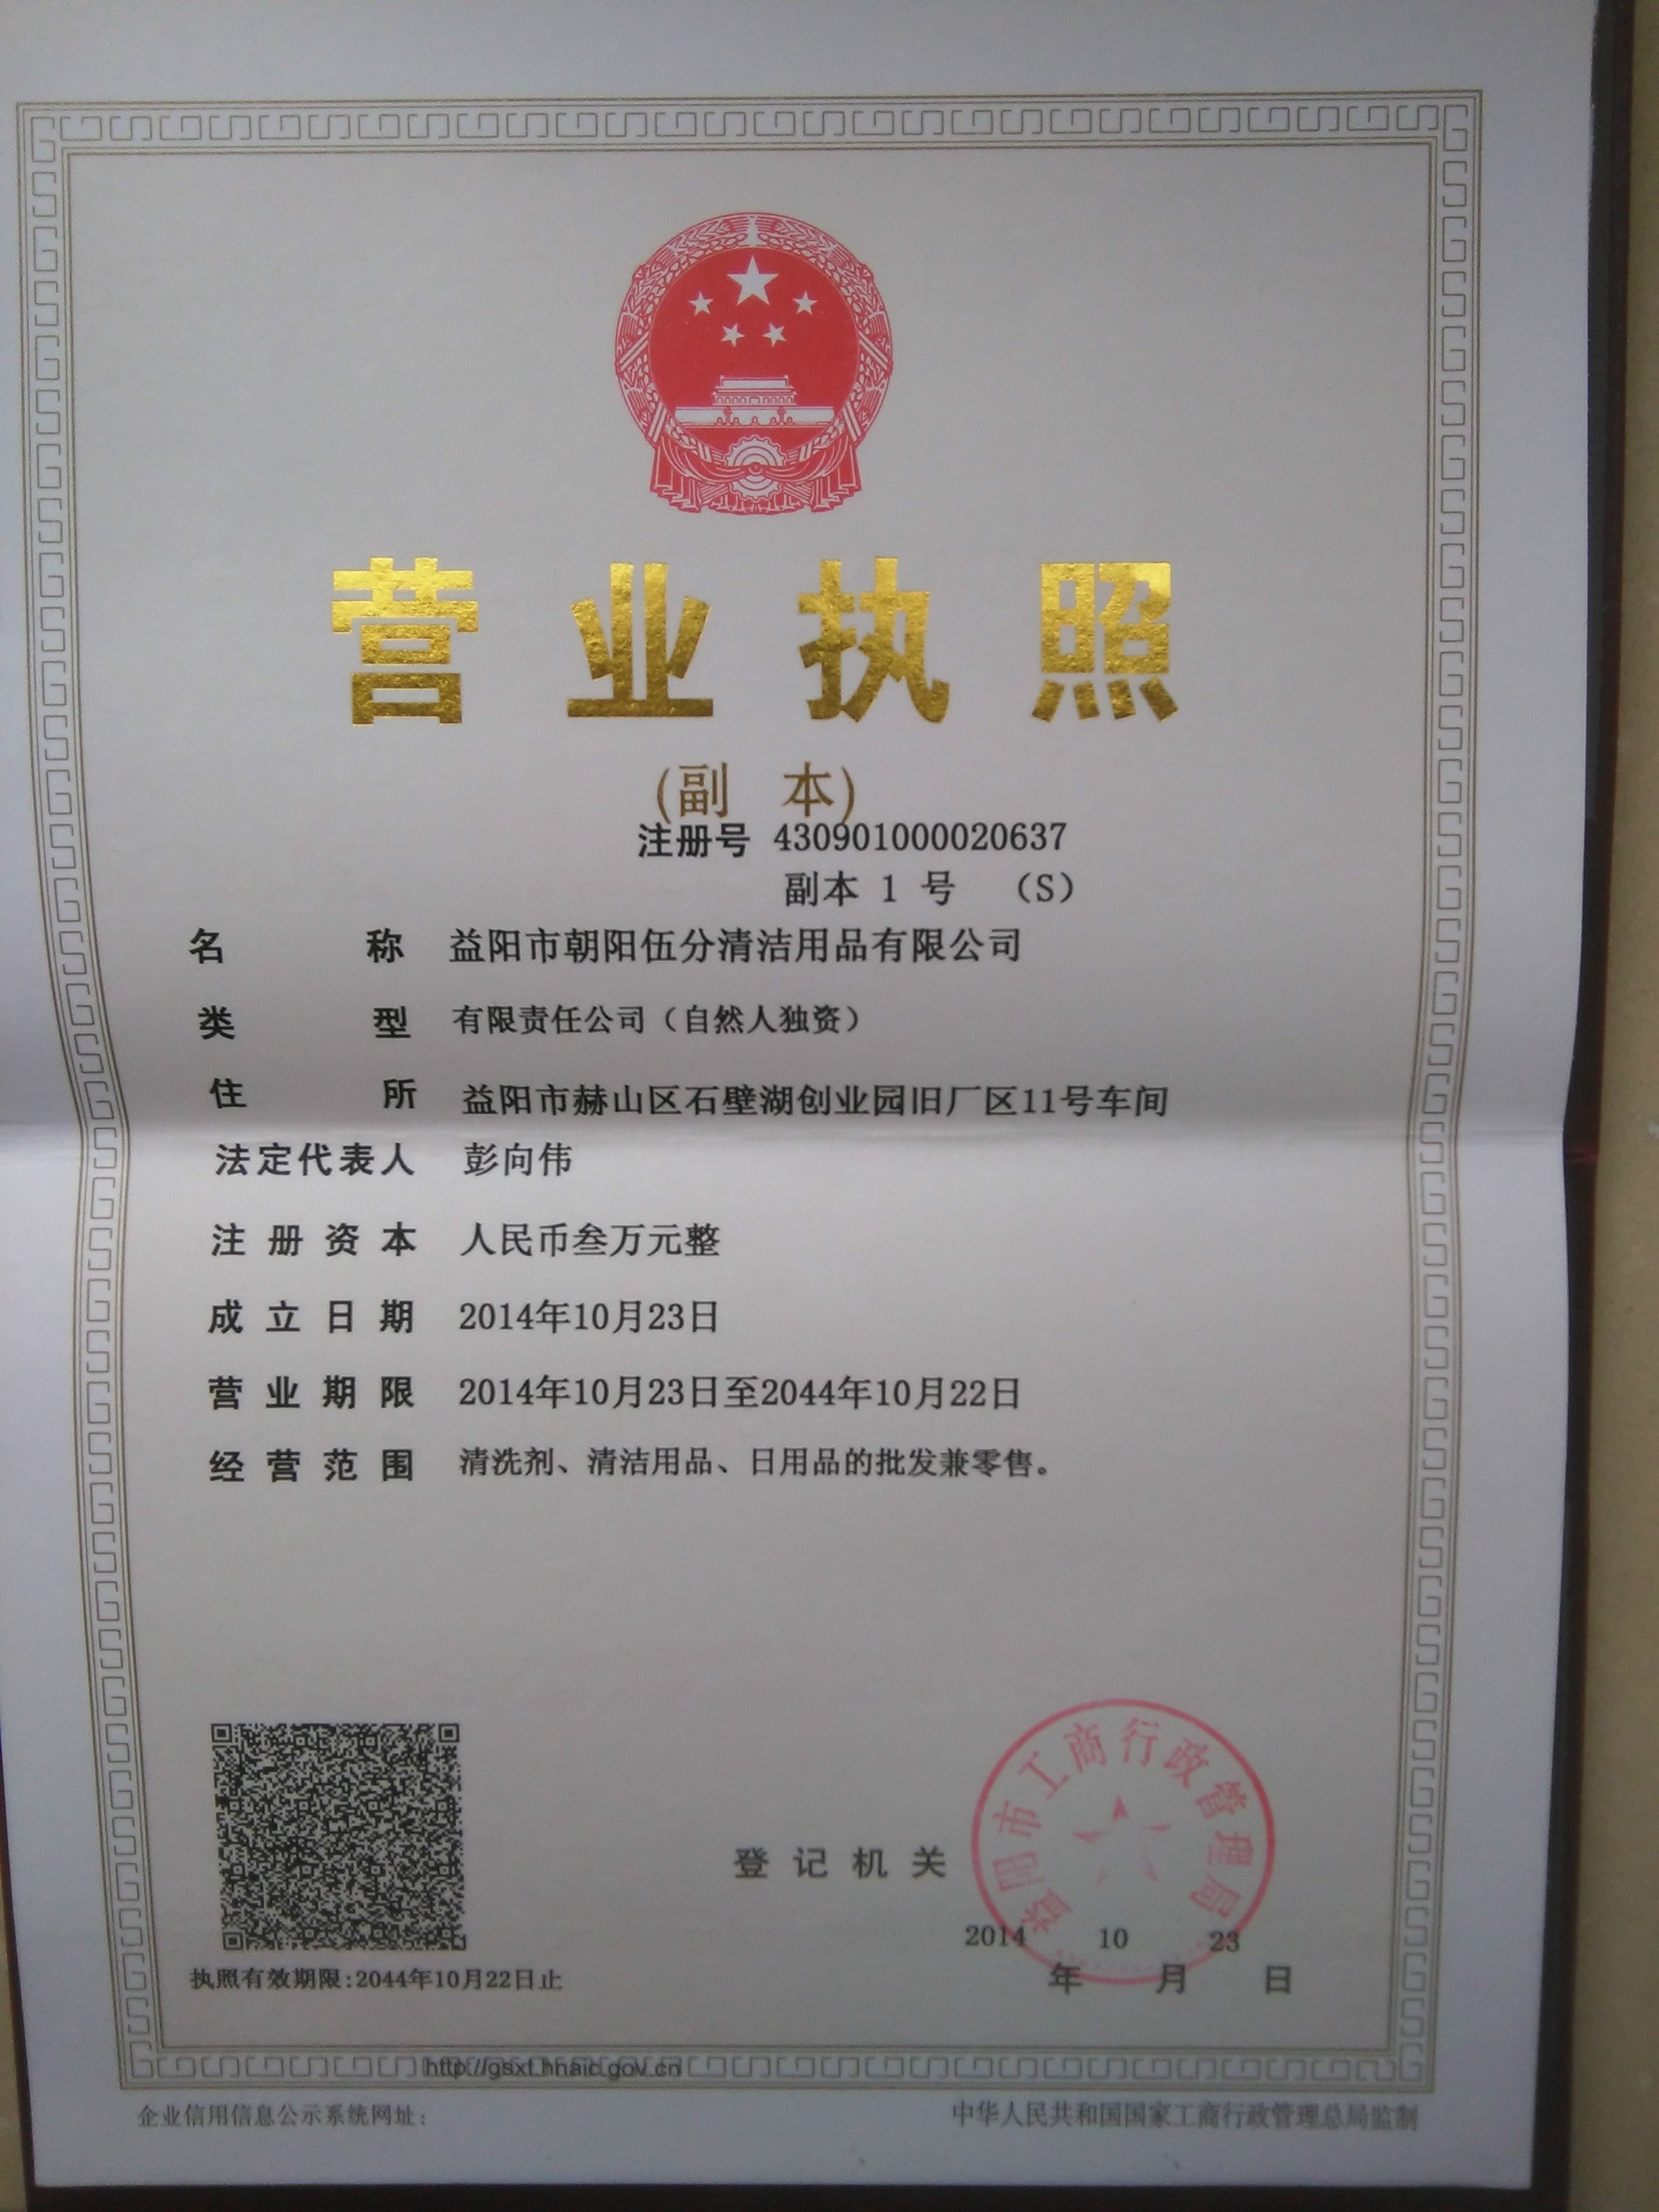 营业执照
(副 本)
注册号 430901000020637
副本 1 号 （S）
名 称 益阳市朝阳伍分清洁用品有限公司
类 型 有限责任公司（自然人独资）
住 所 益阳市赫山区石壁湖创业园旧厂区11号车间
法定代表人 彭向伟
注册资本 人民币叁万元整
成立日期 2014年10月23日
营业期限 2014年10月23日至2044年10月22日
经营范围 清洗剂、清洁用品、日用品的批发兼零售。
益阳市工商行政管理局
登记机关
2014 10 23
年 月 日
执照有效期限:2044年10月22日止
http://gsxt.hnaic.gov.cn
企业信用信息公示系统网址: 中华人民共和国国家工商行政管理总局监制